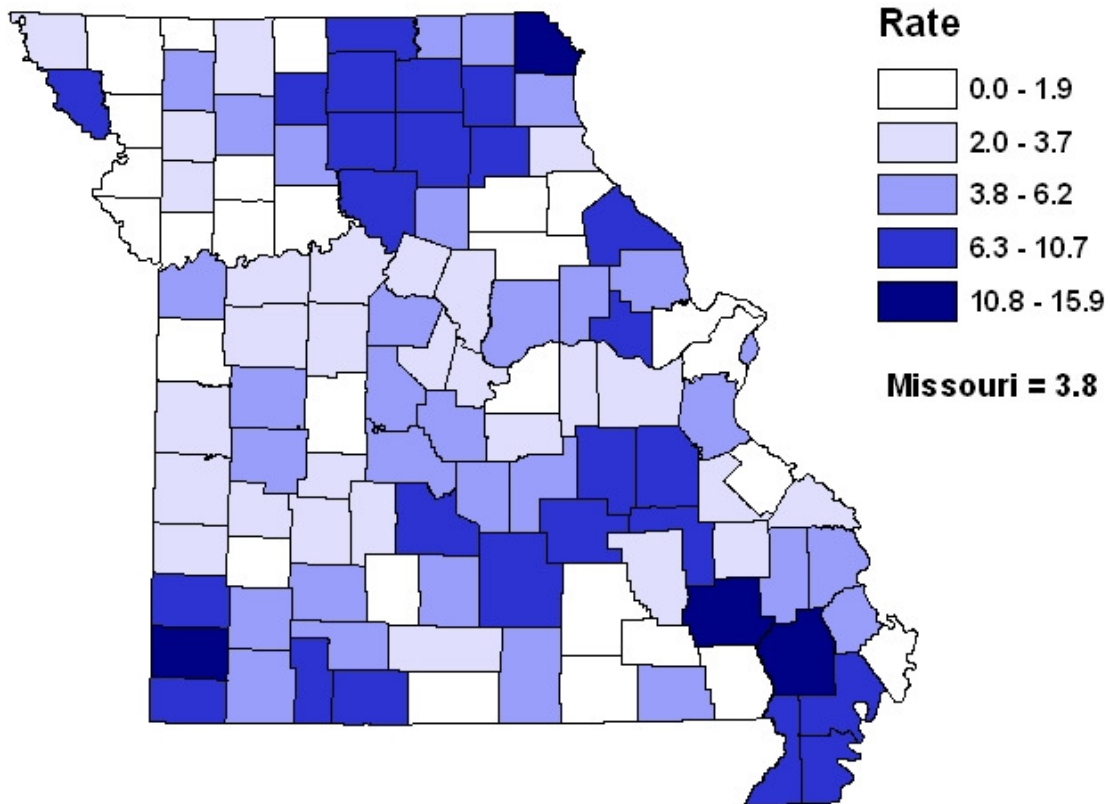 Rate
0.0 - 1.9
2.0 - 3.7
3.8 - 6.2
6.3 - 10.7
10.8 - 15.9
Missouri = 3.8